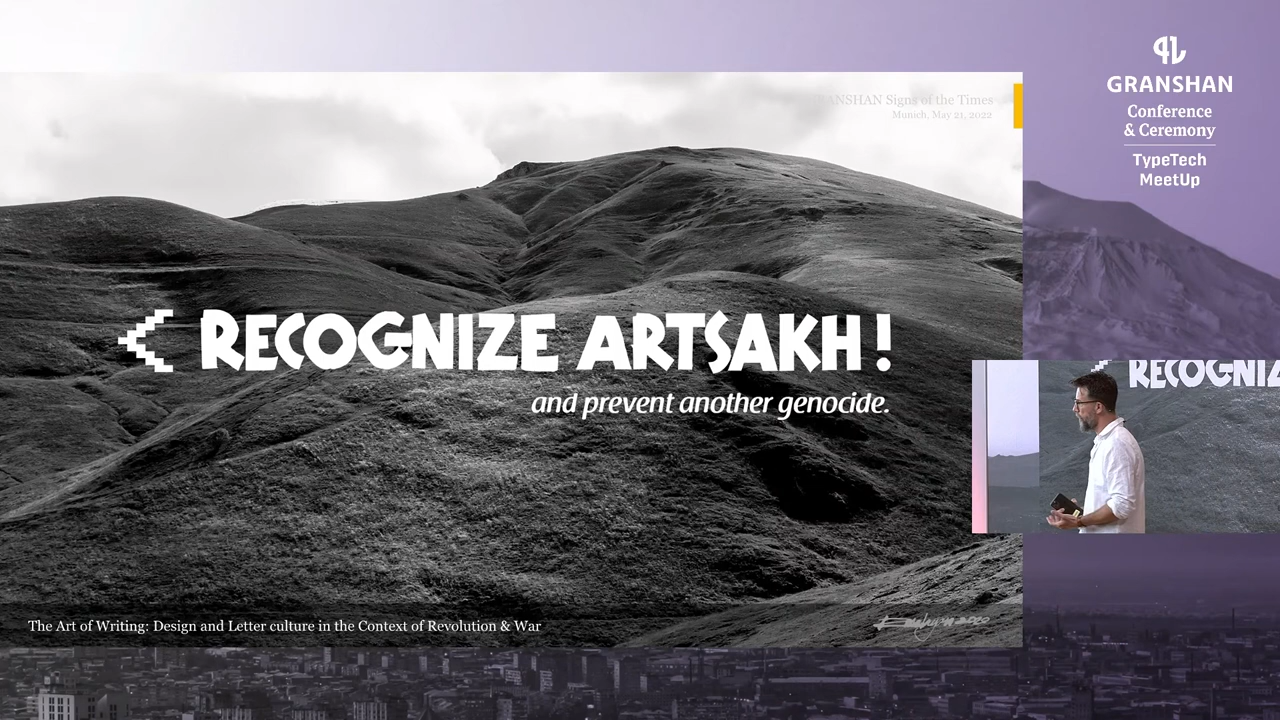 GRANSHAN
Conference
& Ceremony
TypeTech
MeetUp
RANSHAN Signs of the Times
Munich, May 21, 2022
RECOGNIZE ARTSAKH!
and prevent another genocide.
RECOGNIZ
The Art of Writing: Design and Letter culture in the Context of Revolution & War